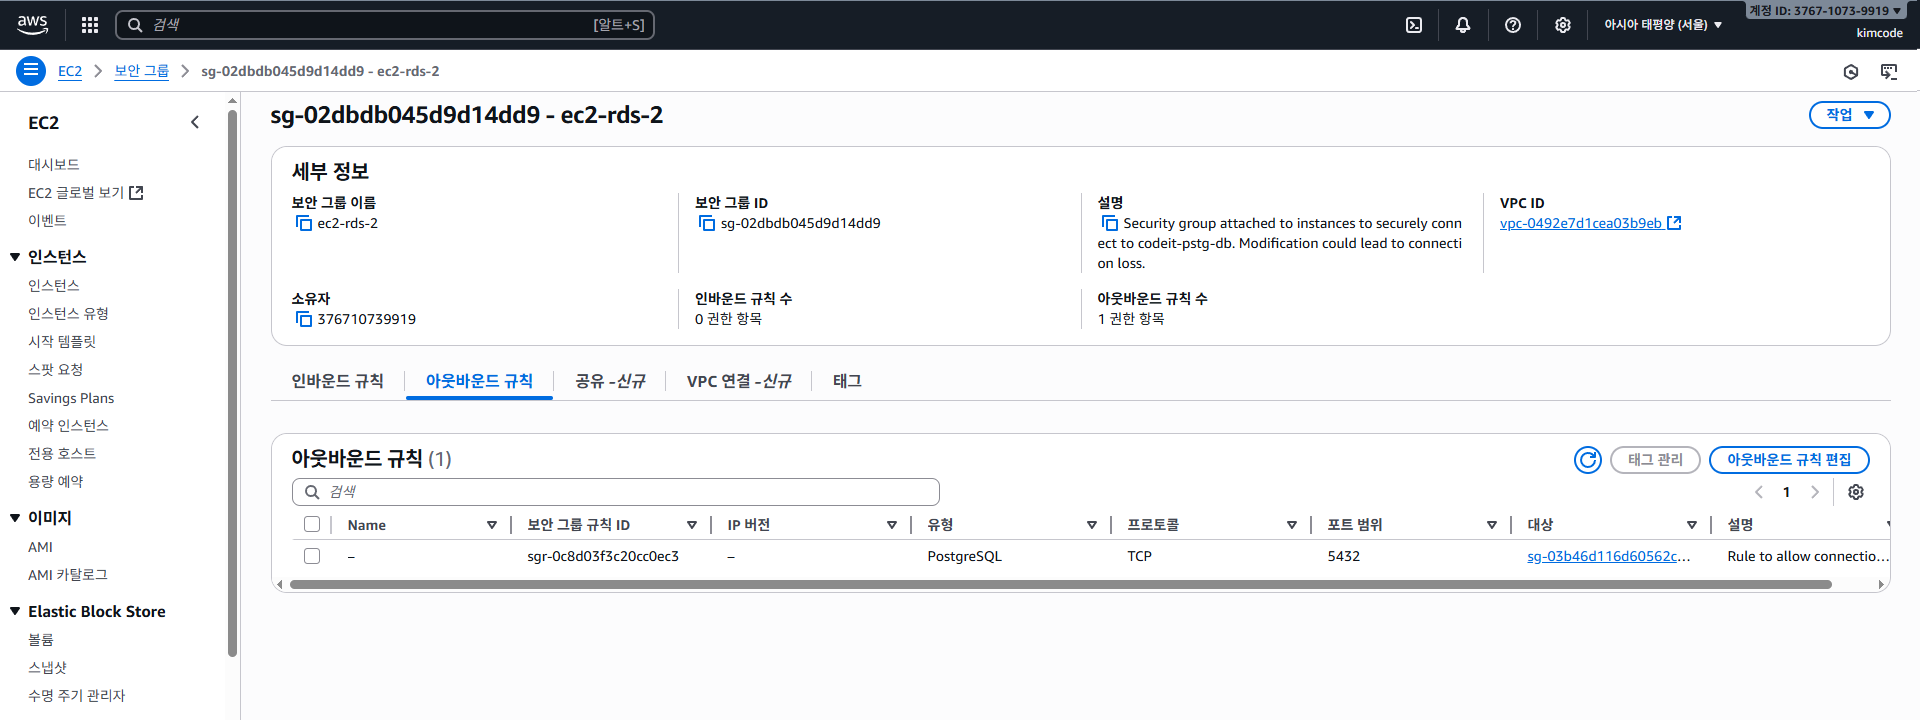 aws
검색
[알트+S]
아시아 태평양 (서울)
계정 ID: 3767-1073-9919
kimcode
EC2
보안 그룹
sg-02dbdb045d9d14dd9 - ec2-rds-2
EC2
대시보드
EC2 글로벌 보기
이벤트
인스턴스
인스턴스
인스턴스 유형
시작 템플릿
스팟 요청
Savings Plans
예약 인스턴스
전용 호스트
용량 예약
이미지
AMI
AMI 카탈로그
Elastic Block Store
볼륨
스냅샷
수명 주기 관리자
sg-02dbdb045d9d14dd9 - ec2-rds-2
작업
세부 정보
보안 그룹 이름
ec2-rds-2
보안 그룹 ID
sg-02dbdb045d9d14dd9
설명
Security group attached to instances to securely conn
ect to codeit-pstg-db. Modification could lead to connecti
on loss.
VPC ID
vpc-0492e7d1cea03b9eb
소유자
376710739919
인바운드 규칙 수
0 권한 항목
아웃바운드 규칙 수
1 권한 항목
인바운드 규칙
아웃바운드 규칙
공유 -신규
VPC 연결 -신규
태그
아웃바운드 규칙 (1)
태그 관리
아웃바운드 규칙 편집
검색
1
Name
보안 그룹 규칙 ID
IP 버전
유형
프로토콜
포트 범위
대상
설명
–
sgr-0c8d03f3c20cc0ec3
–
PostgreSQL
TCP
5432
sg-03b46d116d60562c...
Rule to allow connectio...